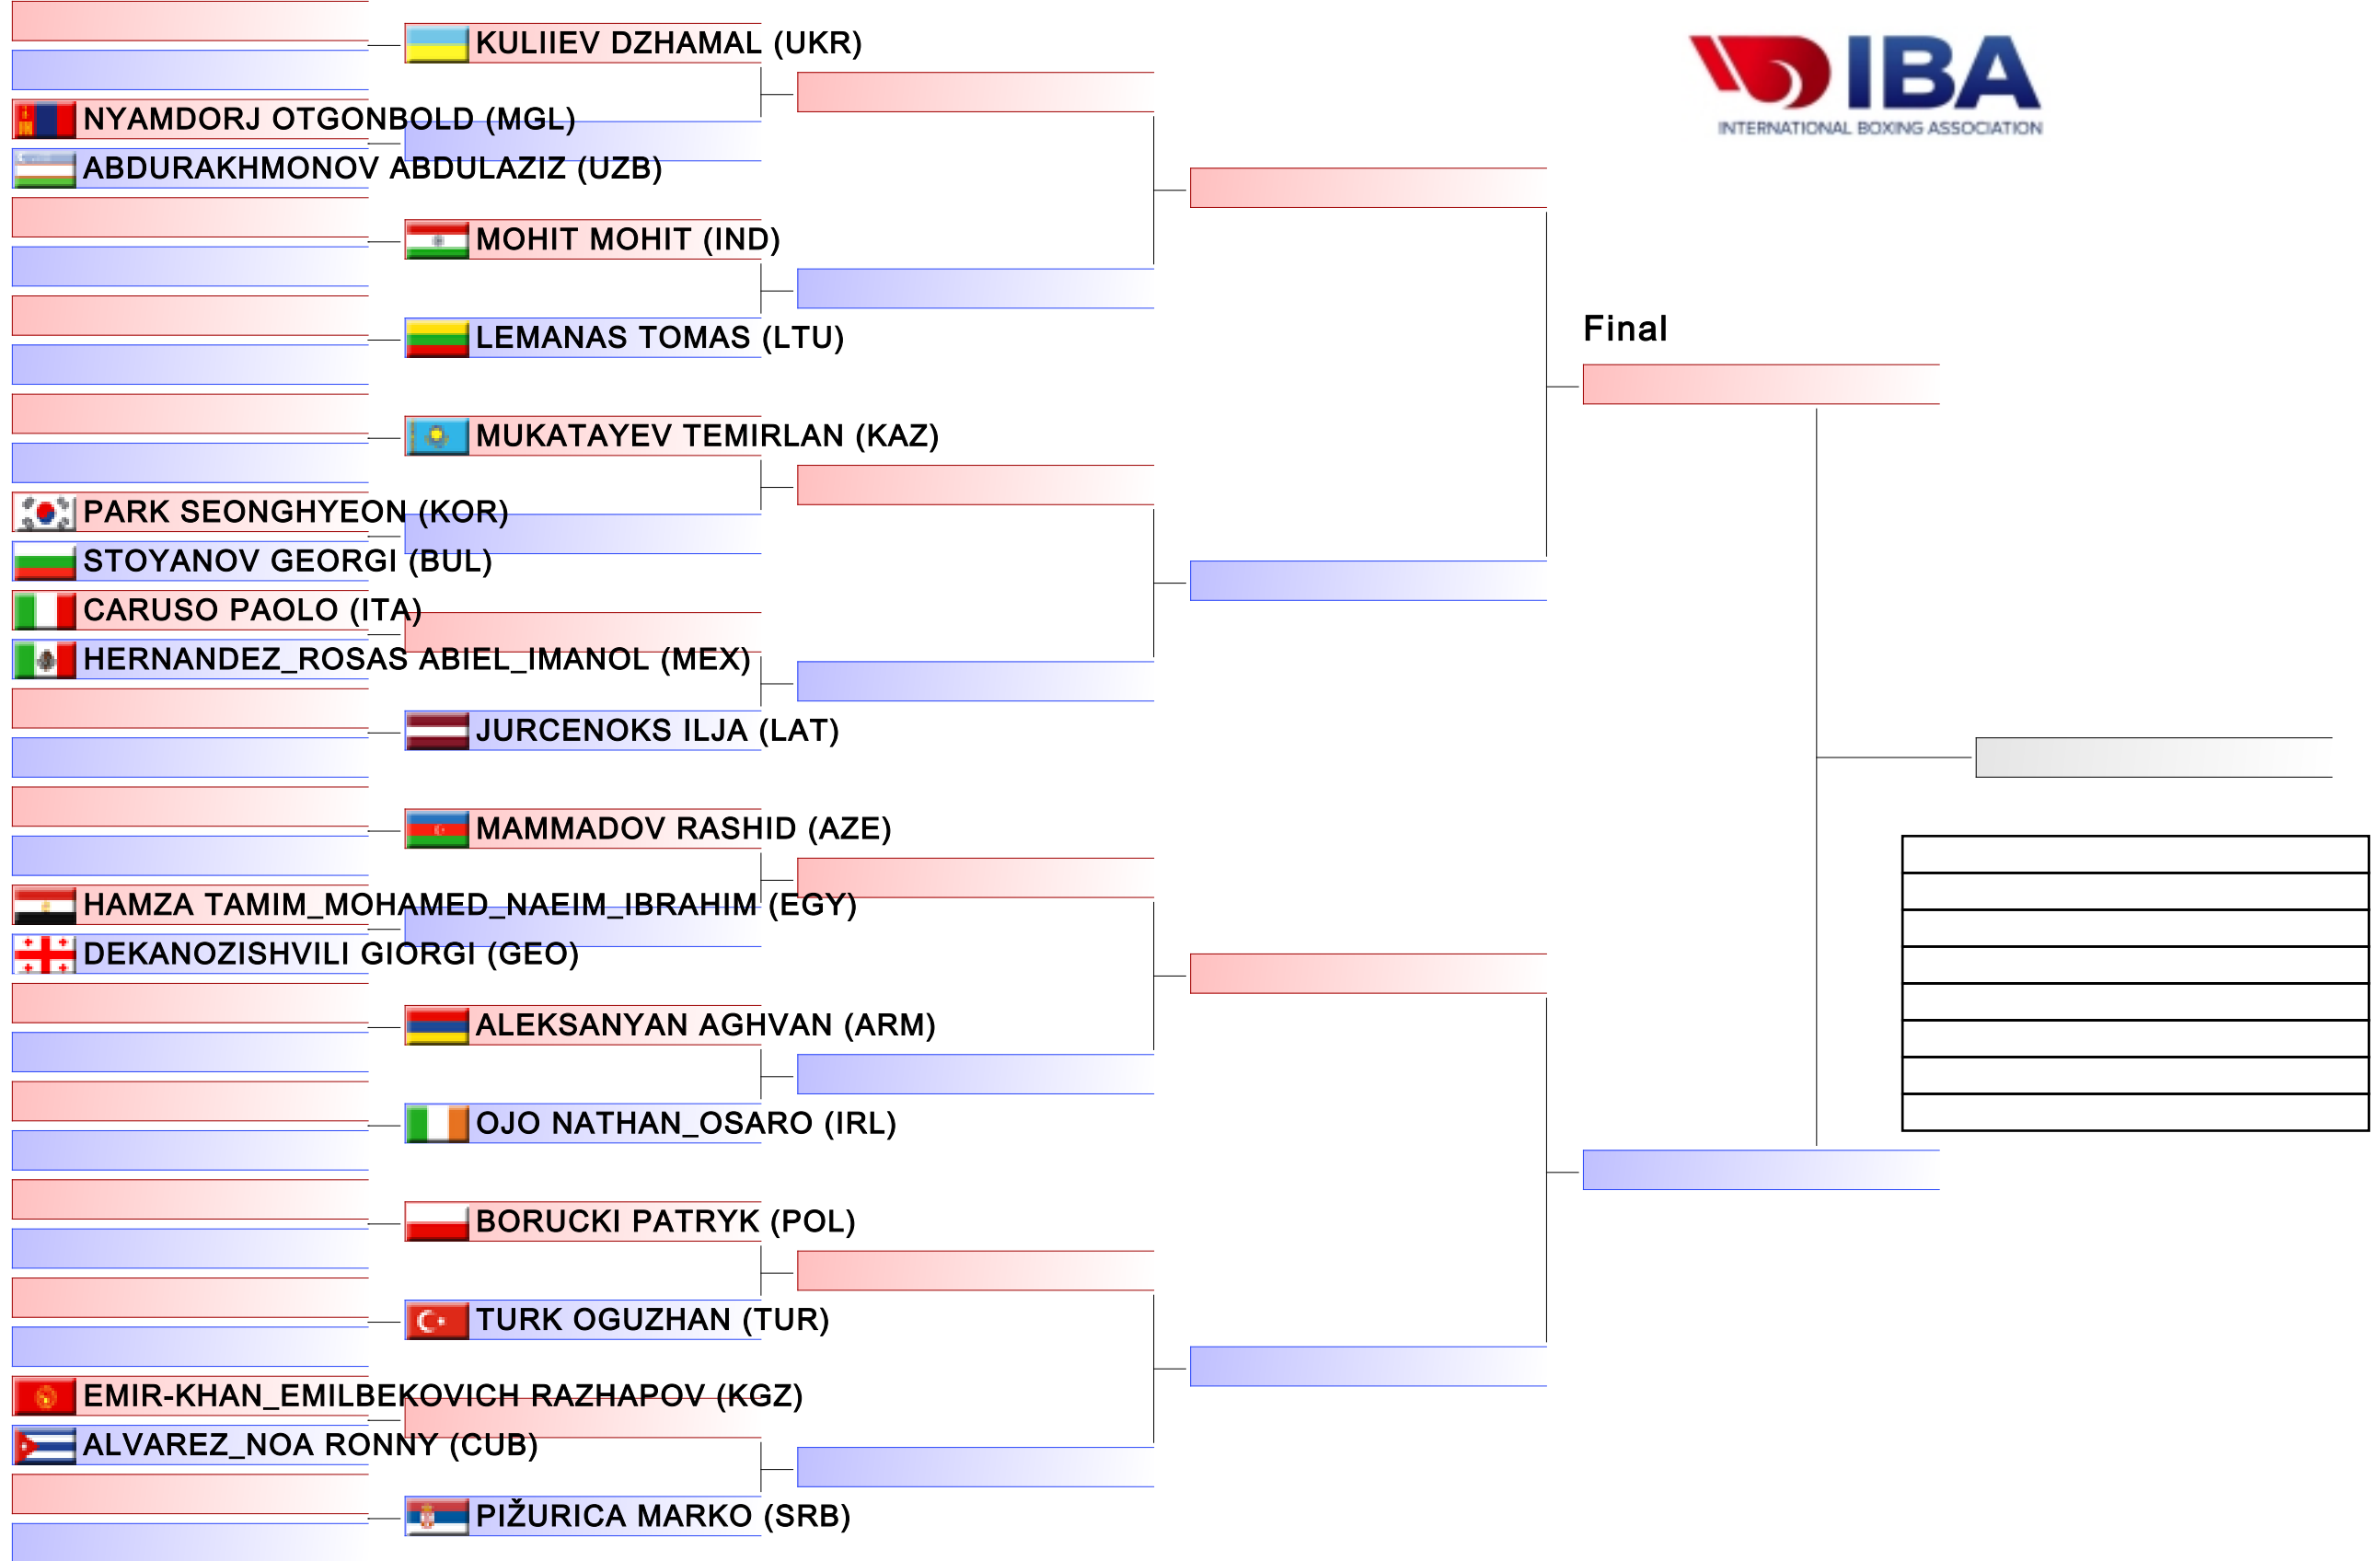 KULIIEV DZHAMAL (UKR)
IBA
INTERNATIONAL BOXING ASSOCIATION
NYAMDORJ OTGONBOLD (MGL)
ABDURAKHMONOV ABDULAZIZ (UZB)
MOHIT MOHIT (IND)
LEMANAS TOMAS (LTU)
Final
MUKATAYEV TEMIRLAN (KAZ)
PARK SEONGHYEON (KOR)
STOYANOV GEORGI (BUL)
CARUSO PAOLO (ITA)
HERNANDEZ_ROSAS ABIEL_IMANOL (MEX)
JURCENOKS ILJA (LAT)
MAMMADOV RASHID (AZE)
HAMZA TAMIM_MOHAMED_NAEIM_IBRAHIM (EGY)
DEKANOZISHVILI GIORGI (GEO)
ALEKSANYAN AGHVAN (ARM)
OJO NATHAN_OSARO (IRL)
BORUCKI PATRYK (POL)
TURK OGUZHAN (TUR)
EMIR-KHAN_EMILBEKOVICH RAZHAPOV (KGZ)
ALVAREZ_NOA RONNY (CUB)
PIŽURICA MARKO (SRB)